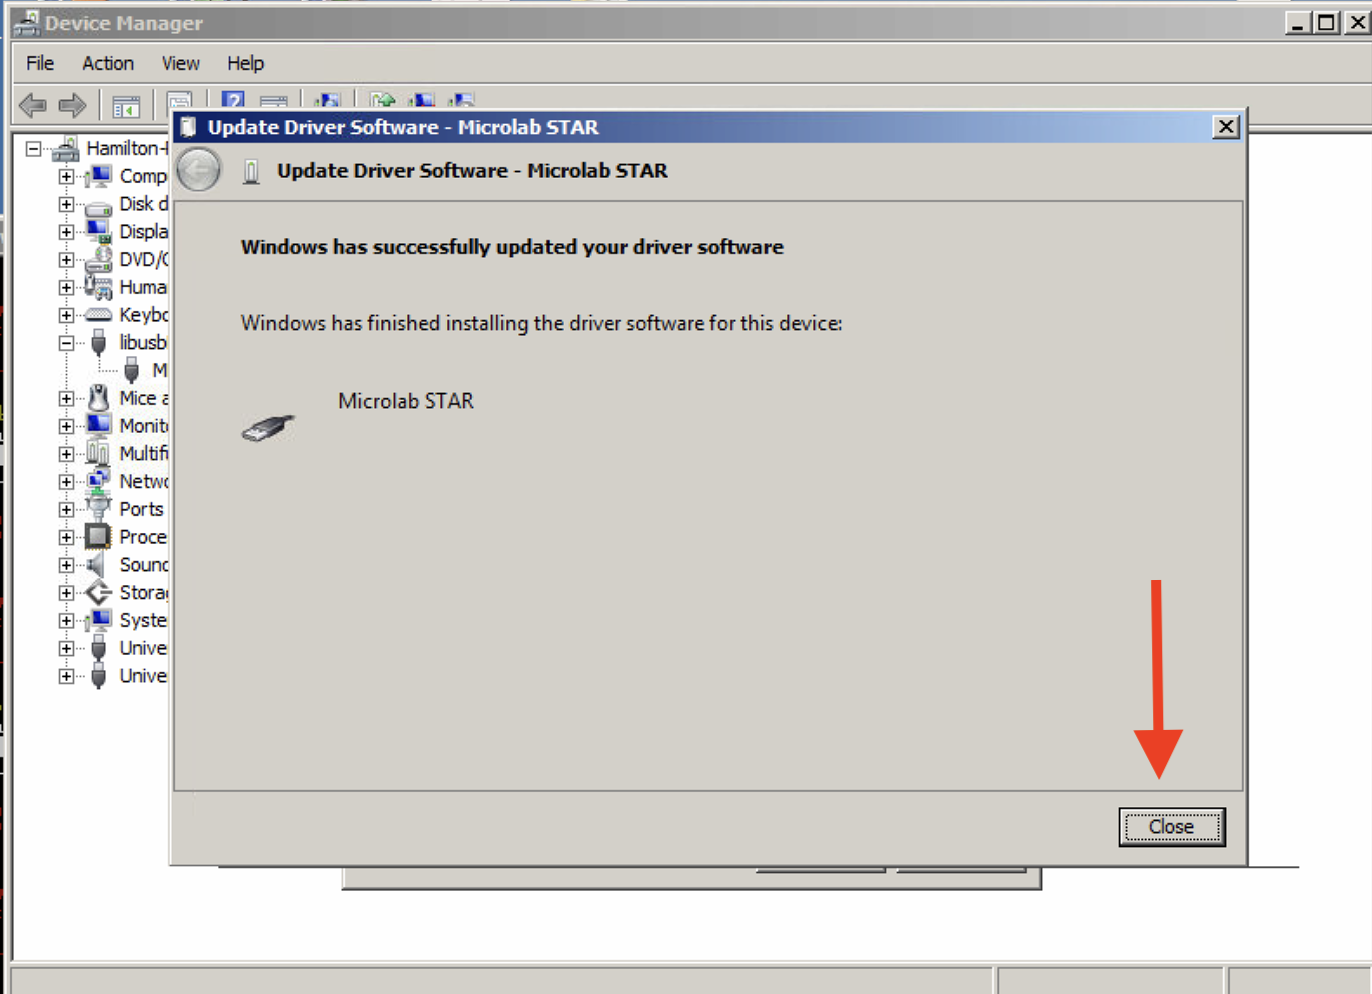 Device Manager
File Action View Help
Update Driver Software - Microlab STAR
Update Driver Software - Microlab STAR
Windows has successfully updated your driver software
Windows has finished installing the driver software for this device:
Microlab STAR
Close
Hamilton-
Comp
Disk d
Displa
DVD/C
Huma
Keybo
libusb
M
Mice a
Monit
Multif
Netwo
Ports
Proce
Sound
Stora
Syste
Unive
Unive